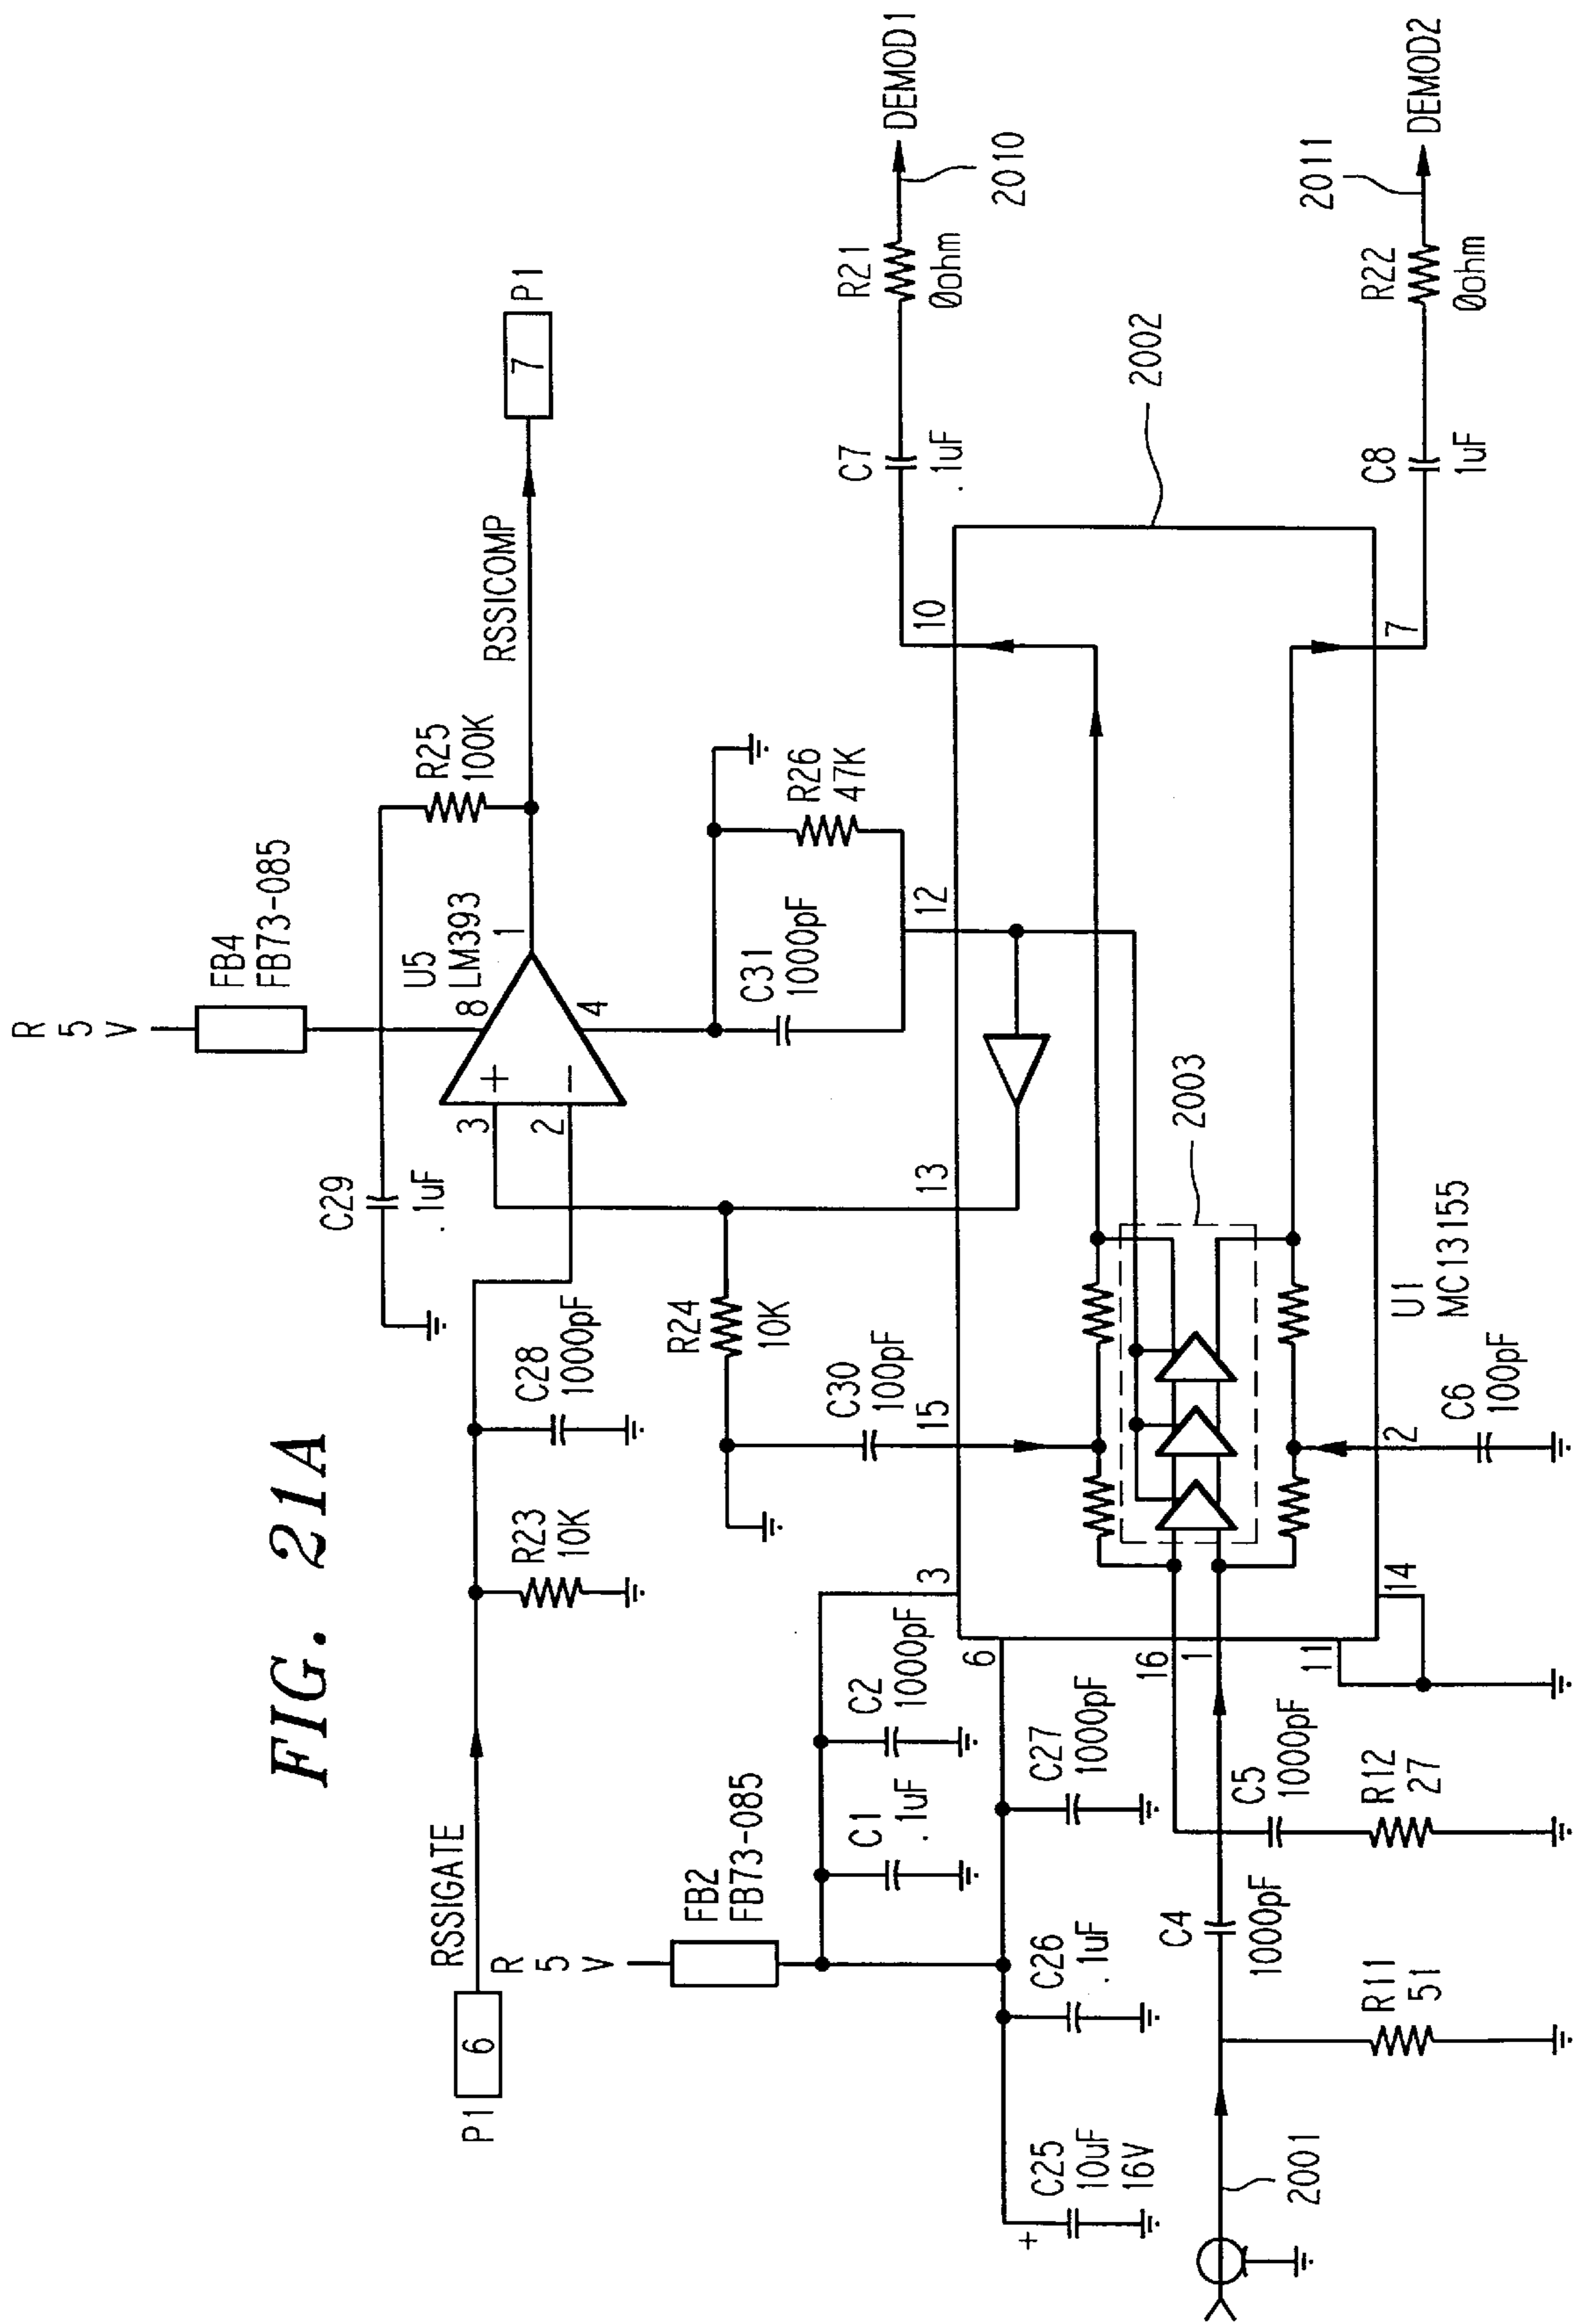 FIG. 21A
R
5
V
FB4
FB73-085
C29
.1uF
U5
LM393
8
3
2
1
4
R25
100K
RSSICOMP
7
P1
P1
6
RSSIGATE
R23
10K
C28
1000pF
R24
10K
C30
100pF
C31
1000pF
R26
47K
R
5
V
FB2
FB73-085
C1
.1uF
C2
1000pF
3
15
13
12
10
C7
.1uF
R21
0ohm
DEMOD1
2010
2002
C25
10uF
16V
+
C26
.1uF
C27
1000pF
6
16
1
11
14
2003
2001
R11
51
C4
1000pF
C5
1000pF
R12
27
2
C6
100pF
U1
MC13155
7
C8
1uF
R22
0ohm
DEMOD2
2011